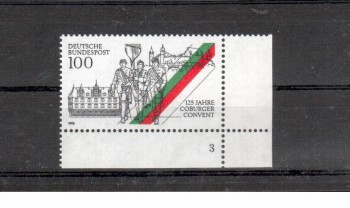 DEUTSCHE
BUNDESPOST
100
125 JAHRE
COBURGER
CONVENT
3